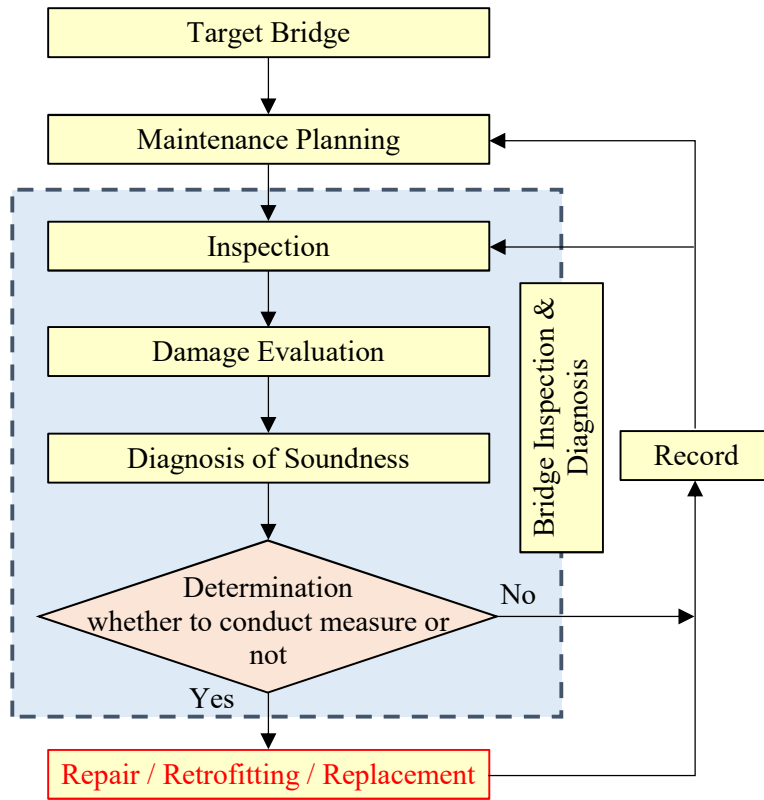 Target Bridge
Maintenance Planning
Inspection
Damage Evaluation
Diagnosis of Soundness
Bridge Inspection &
Diagnosis
Record
Determination
whether to conduct measure or
not
No
Yes
Repair / Retrofitting / Replacement